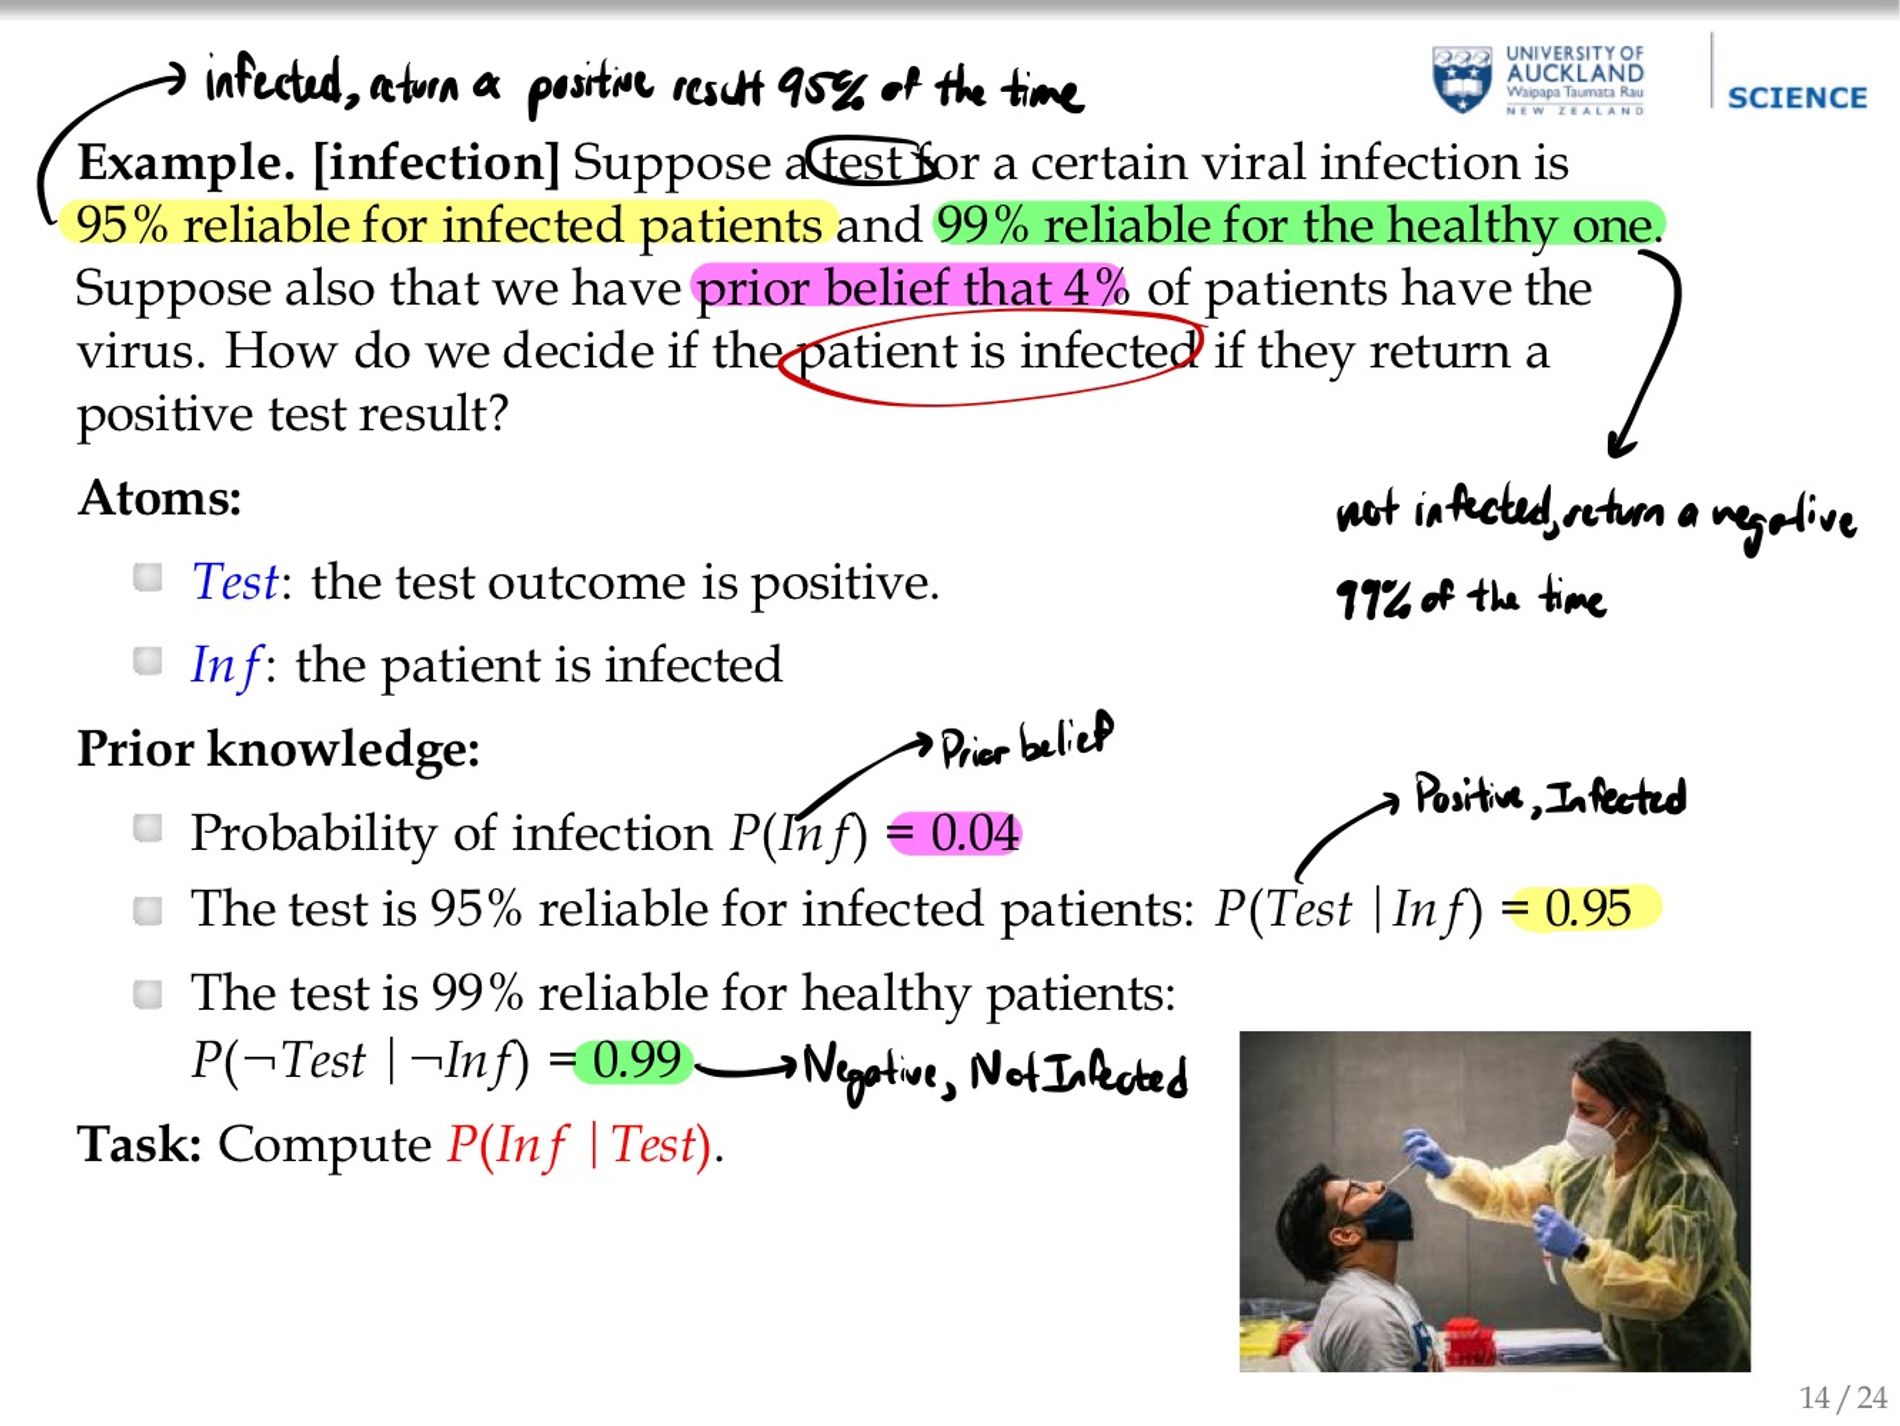 infected, return a positive result 95% of the time
UNIVERSITY OF
AUCKLAND
Waipapa Taumata Rau
NEW ZEALAND
SCIENCE
Example. [infection] Suppose a test for a certain viral infection is
95% reliable for infected patients and 99% reliable for the healthy one.
Suppose also that we have prior belief that 4% of patients have the
virus. How do we decide if the patient is infected if they return a
positive test result?
not infected, return a negative
99% of the time
Atoms:
Test: the test outcome is positive.
Inf: the patient is infected
Prior knowledge:
Prior belief
Positive, Infected
Probability of infection P(Inf) = 0.04
The test is 95% reliable for infected patients: P(Test | Inf) = 0.95
The test is 99% reliable for healthy patients:
P(¬Test | ¬Inf) = 0.99
Negative, Not Infected
Task: Compute P(Inf | Test).
14 / 24